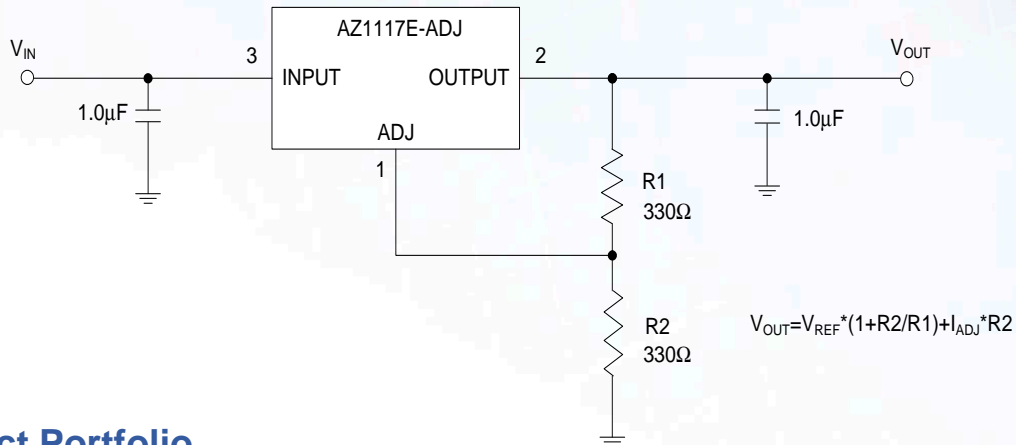 AZ1117E-ADJ
V_IN
3
2
V_OUT
INPUT
OUTPUT
1.0μF
1.0μF
ADJ
1
R1
330Ω
R2
330Ω
V_OUT=V_REF*(1+R2/R1)+I_ADJ*R2
ct Portfolio